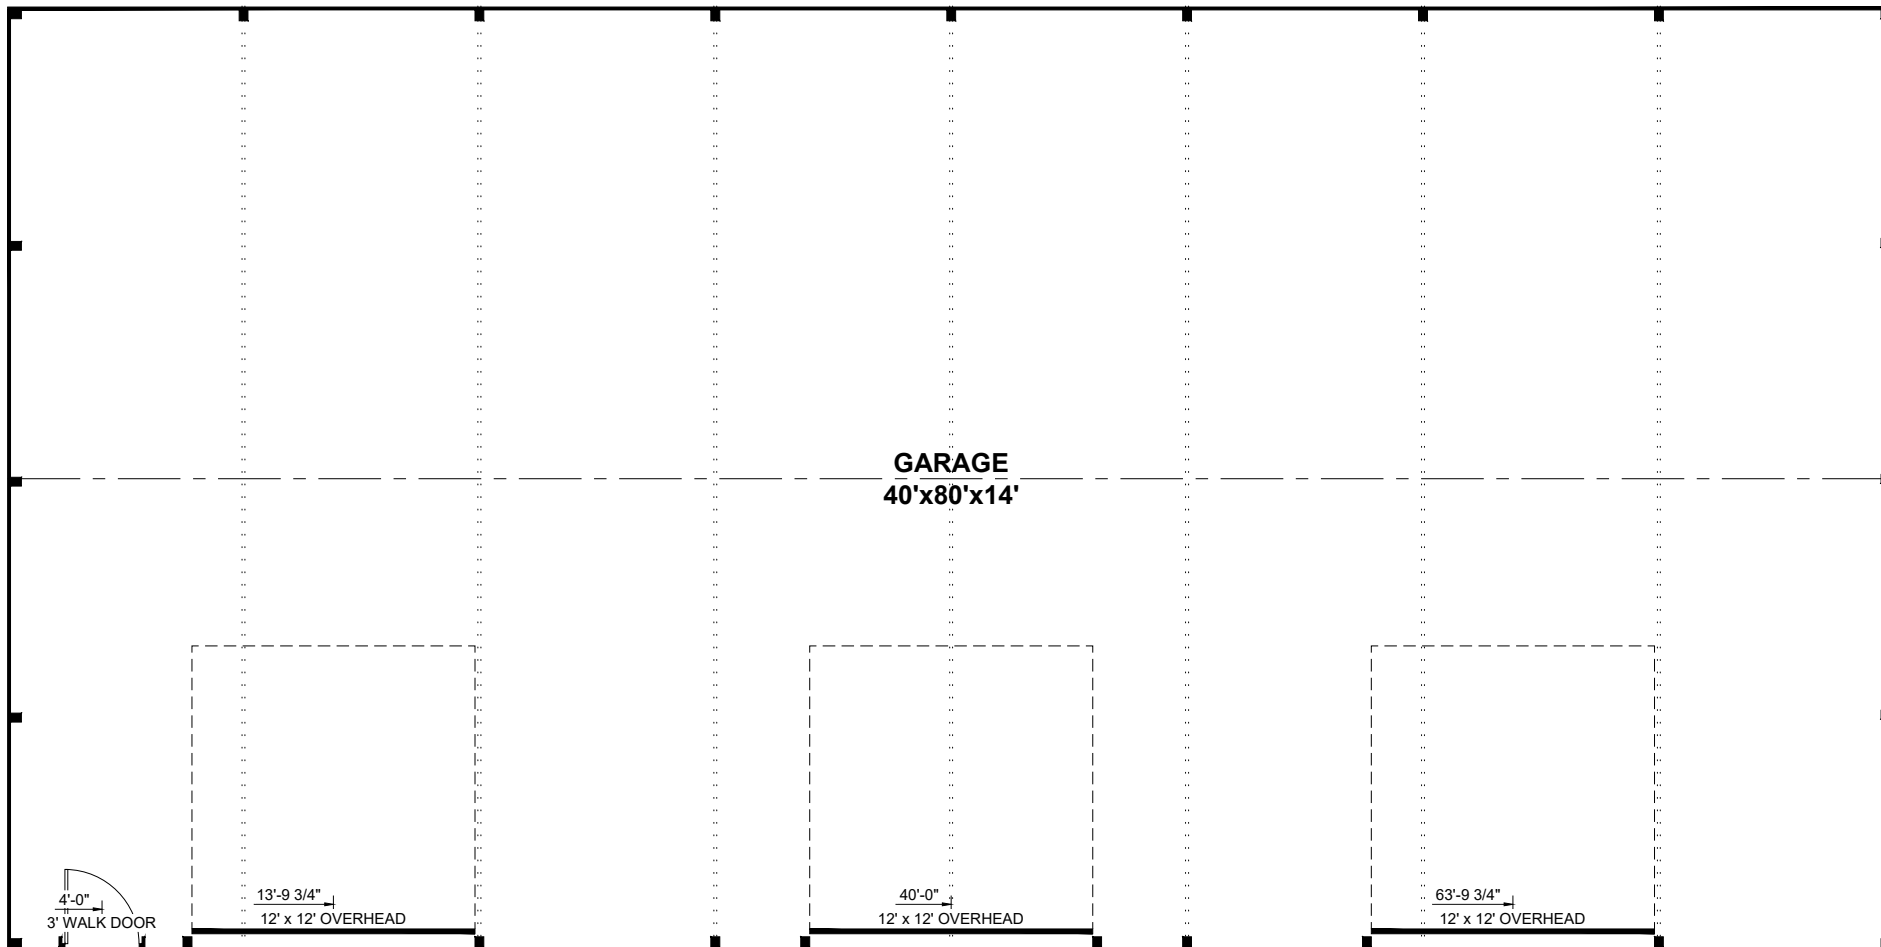 GARAGE
40'x80'x14'
4'-0"
3' WALK DOOR
13'-9 3/4"
12' x 12' OVERHEAD
40'-0"
12' x 12' OVERHEAD
63'-9 3/4"
12' x 12' OVERHEAD